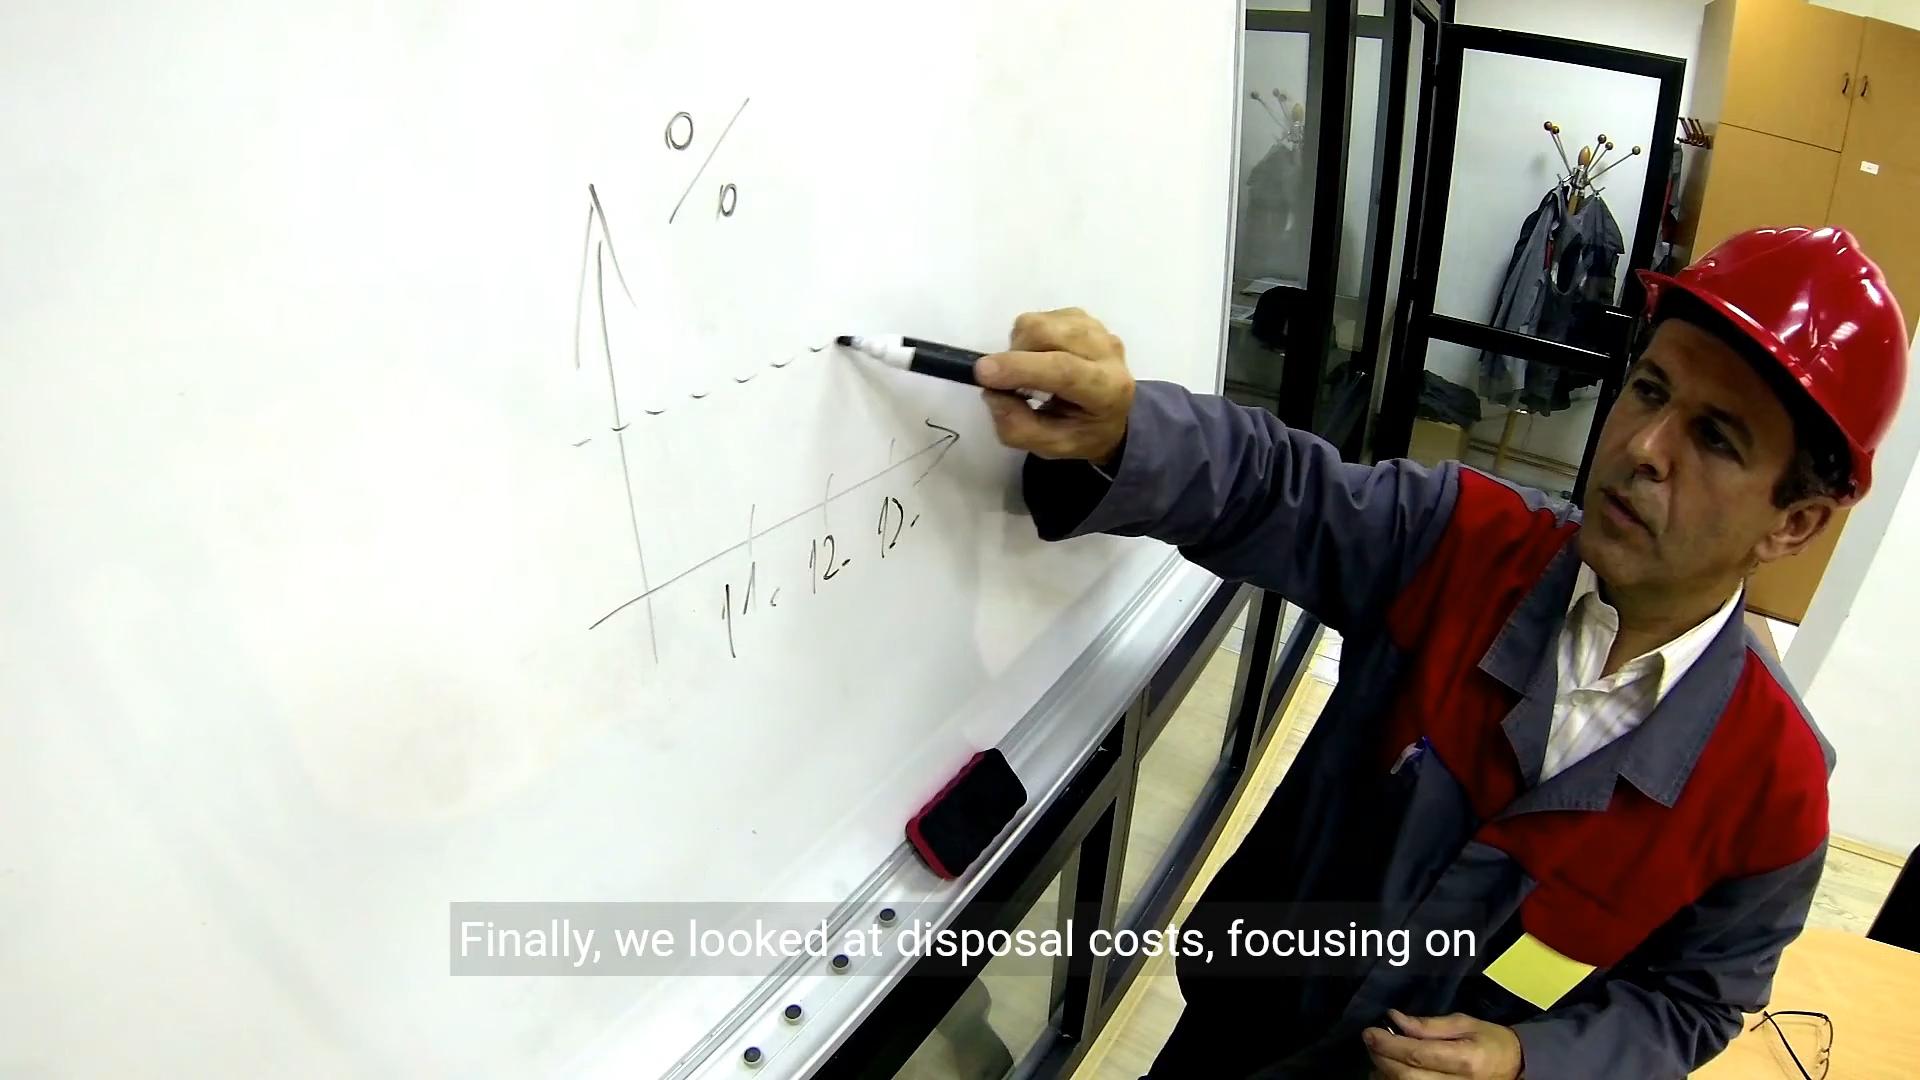 %
11. 12. 13.
Finally, we looked at disposal costs, focusing on